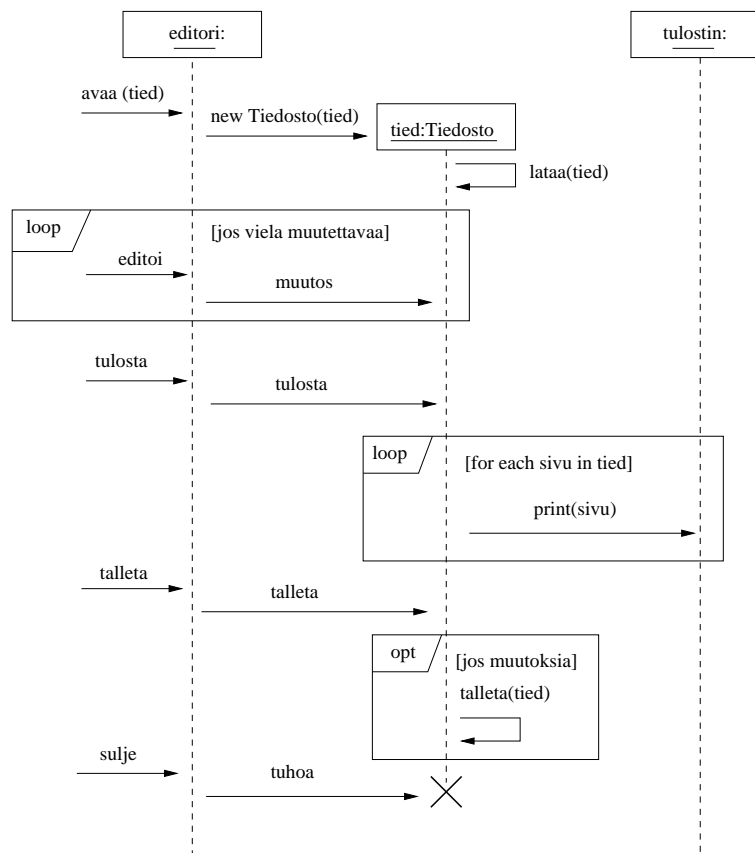 editori:
tulostin:
avaa (tied)
new Tiedosto(tied)
tied:Tiedosto
lataa(tied)
loop
[jos viela muutettavaa]
editoi
muutos
tulosta
tulosta
loop
[for each sivu in tied]
print(sivu)
talleta
talleta
opt
[jos muutoksia]
talleta(tied)
sulje
tuhoa